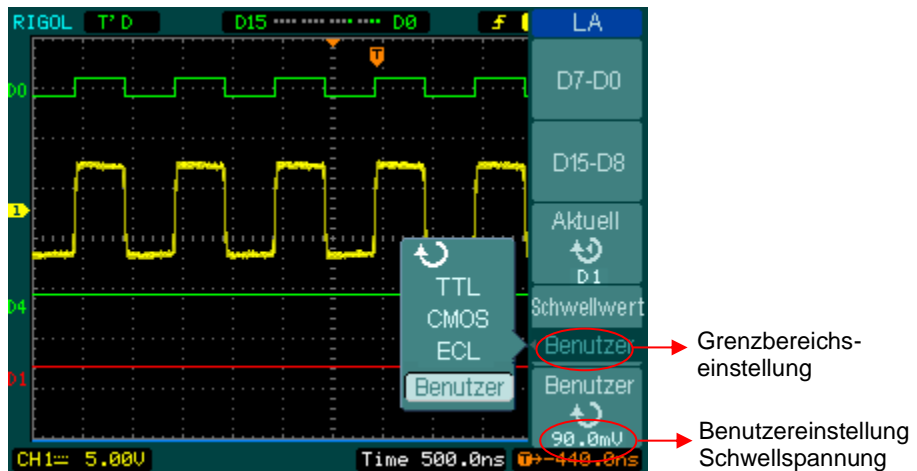 RIGOL T'D D15 D0 LA
D0
D7-D0
D15-D8
1
Aktuell
D1
TTL
CMOS
ECL
Benutzer
D4
D1
Schwellwert
Benutzer
Benutzer
90.0mV
Grenzbereichs-
einstellung
Benutzereinstellung
Schwellspannung
CH1 5.00V Time 500.0ns T→-440.0ns
T